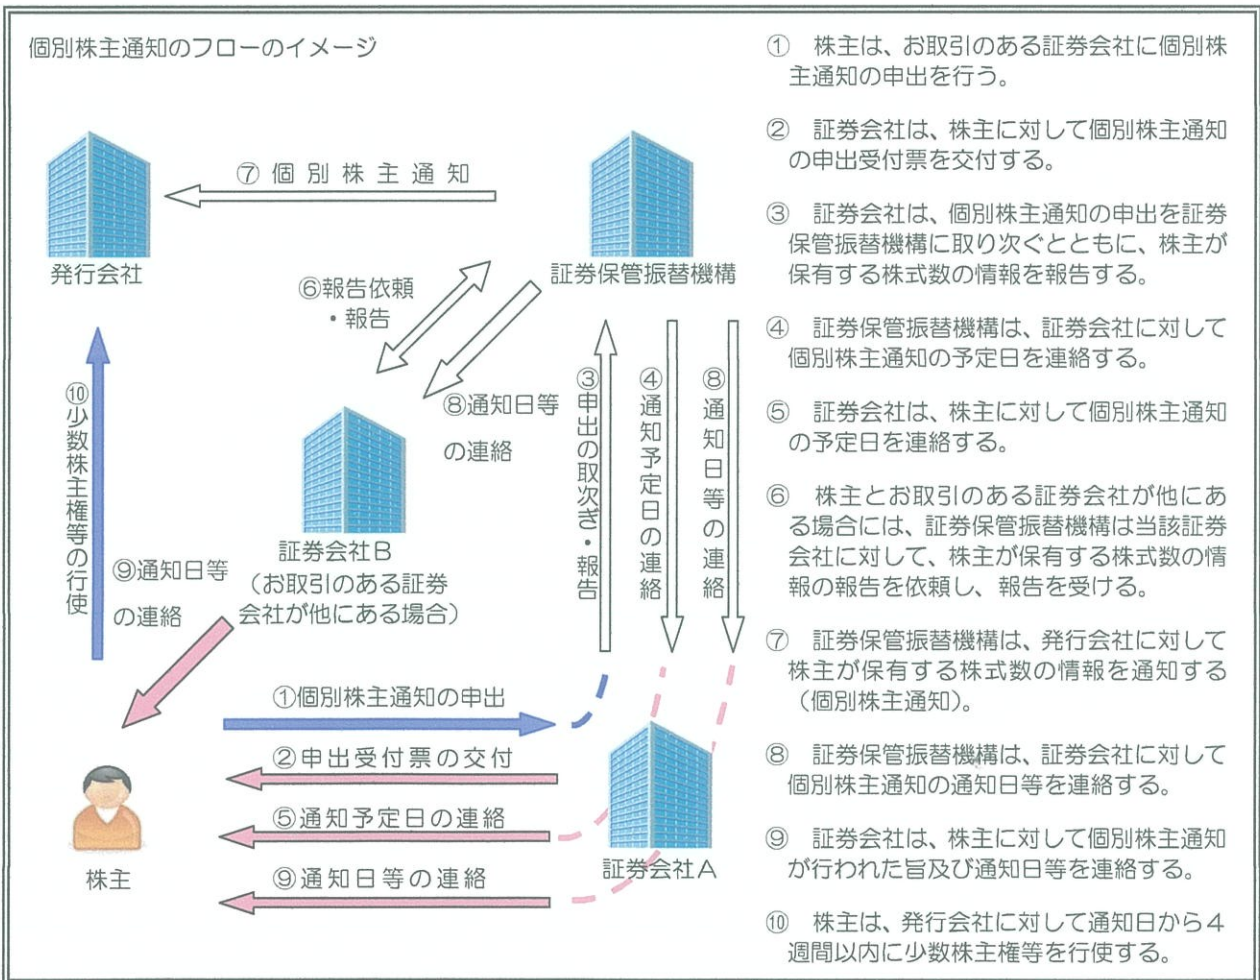 個別株主通知のフローのイメージ
⑦個別株主通知
発行会社
証券保管振替機構
⑥報告依頼
・報告
⑧通知日等
の連絡
③申出の取次ぎ・報告
④通知予定日の連絡
⑧通知日等の連絡
⑩少数株主権等の行使
証券会社B
（お取引のある証券
会社が他にある場合）
⑨通知日等
の連絡
①個別株主通知の申出
②申出受付票の交付
⑤通知予定日の連絡
⑨通知日等の連絡
株主
証券会社A
① 株主は、お取引のある証券会社に個別株
主通知の申出を行う。
② 証券会社は、株主に対して個別株主通知
の申出受付票を交付する。
③ 証券会社は、個別株主通知の申出を証券
保管振替機構に取り次ぐとともに、株主が
保有する株式数の情報を報告する。
④ 証券保管振替機構は、証券会社に対して
個別株主通知の予定日を連絡する。
⑤ 証券会社は、株主に対して個別株主通知
の予定日を連絡する。
⑥ 株主とお取引のある証券会社が他にあ
る場合には、証券保管振替機構は当該証券
会社に対して、株主が保有する株式数の情
報の報告を依頼し、報告を受ける。
⑦ 証券保管振替機構は、発行会社に対して
株主が保有する株式数の情報を通知する
（個別株主通知）。
⑧ 証券保管振替機構は、証券会社に対して
個別株主通知の通知日等を連絡する。
⑨ 証券会社は、株主に対して個別株主通知
が行われた旨及び通知日等を連絡する。
⑩ 株主は、発行会社に対して通知日から４
週間以内に少数株主権等を行使する。